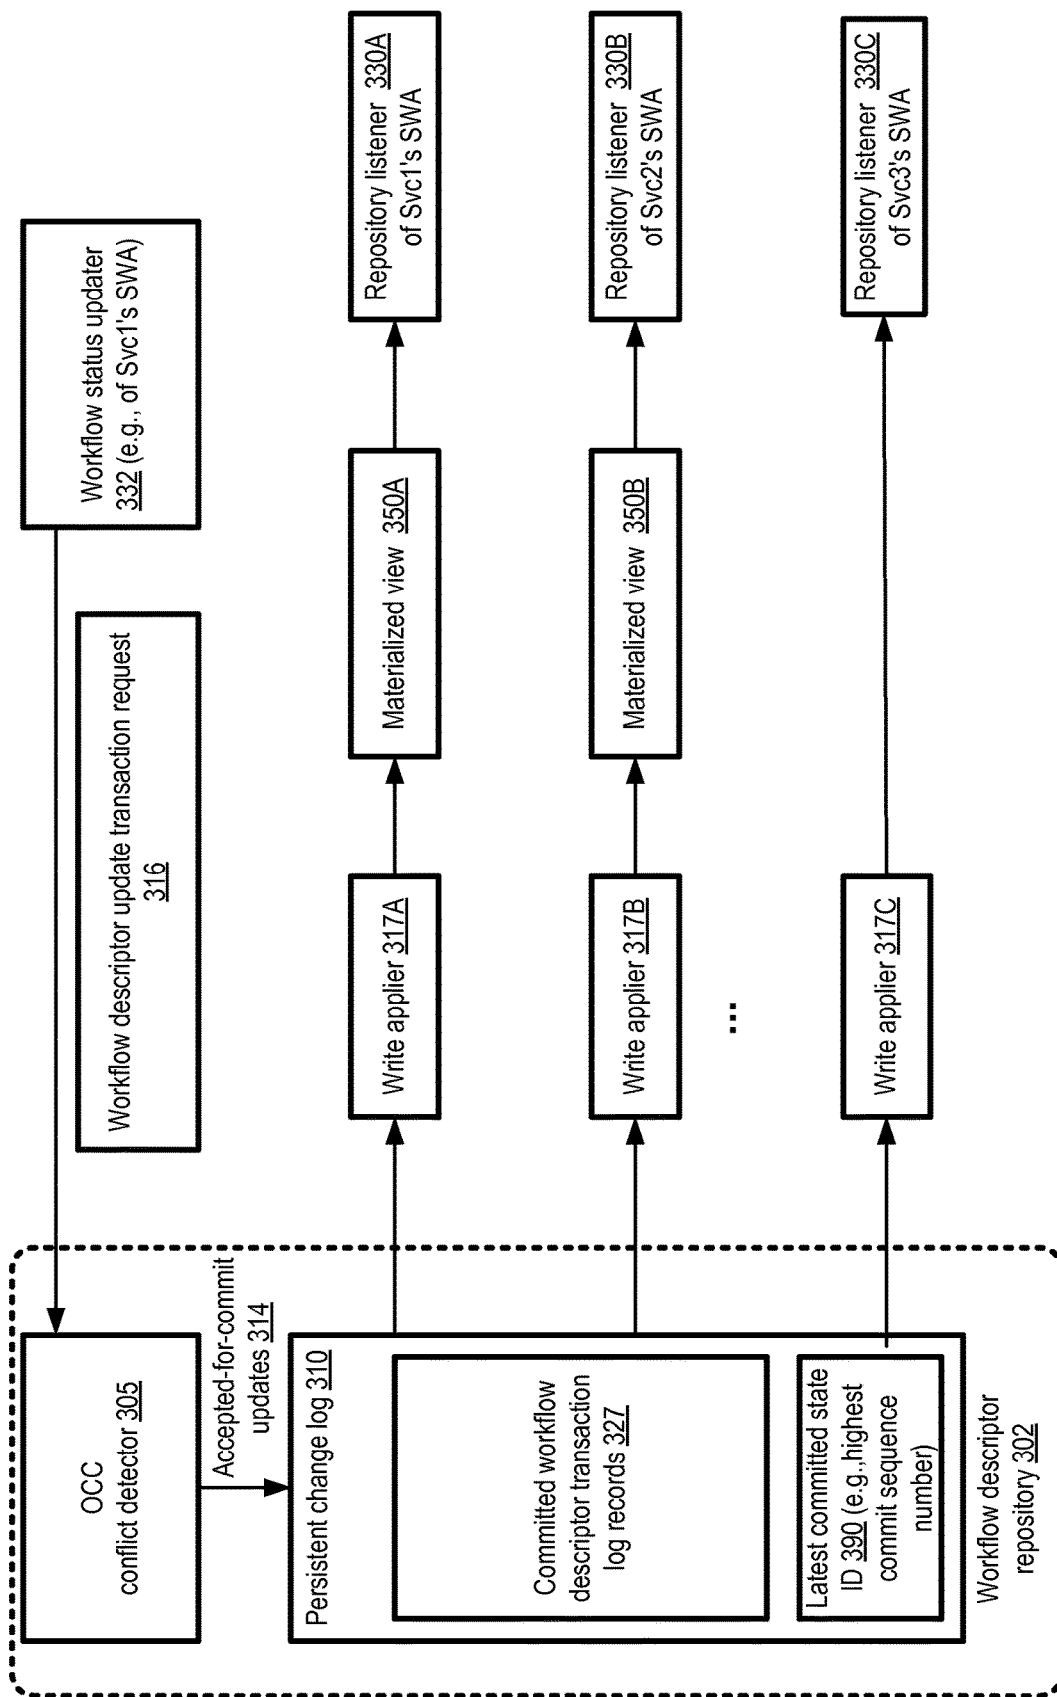 OCC
conflict detector 305
Accepted-for-commit
updates 314
Persistent change log 310
Committed workflow
descriptor transaction
log records 327
Latest committed state
ID 390 (e.g.,highest
commit sequence
number)
Workflow descriptor
repository 302
Workflow descriptor update transaction request
316
Workflow status updater
332 (e.g., of Svc1's SWA)
Write applier 317A
Materialized view 350A
Repository listener 330A
of Svc1's SWA
Write applier 317B
Materialized view 350B
Repository listener 330B
of Svc2's SWA
...
Write applier 317C
Repository listener 330C
of Svc3's SWA